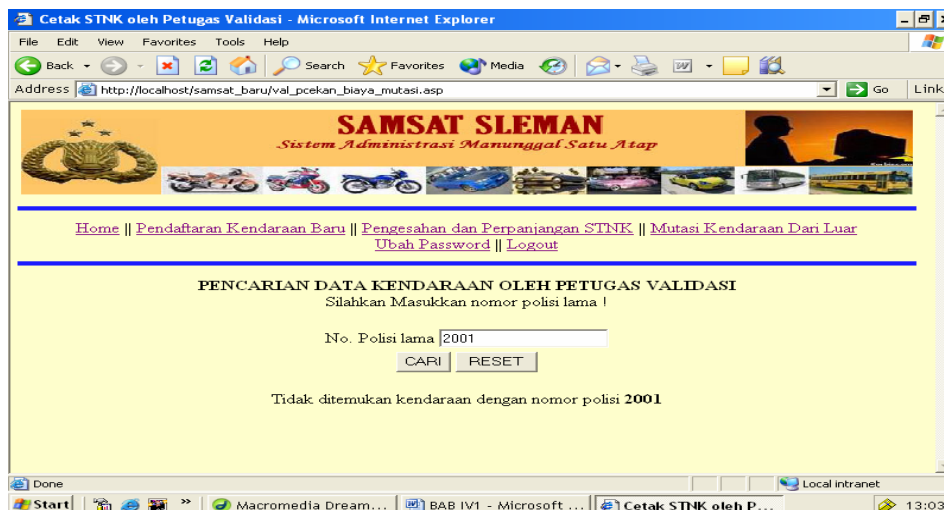 Cetak STNK oleh Petugas Validasi - Microsoft Internet Explorer
File Edit View Favorites Tools Help
Back Search Favorites Media
Address http://localhost/samsat_baru/val_pcekan_biaya_mutasi.asp Go Link
SAMSAT SLEMAN
Sistem Administrasi Manunggal Satu Atap
Home || Pendaftaran Kendaraan Baru || Pengesahan dan Perpanjangan STNK || Mutasi Kendaraan Dari Luar
Ubah Password || Logout
PENCARIAN DATA KENDARAAN OLEH PETUGAS VALIDASI
Silahkan Masukkan nomor polisi lama !
No. Polisi lama 2001
CARI RESET
Tidak ditemukan kendaraan dengan nomor polisi 2001
Done Local intranet
Start » Macromedia Dream... BAB IV1 - Microsoft ... Cetak STNK oleh P... 13:03